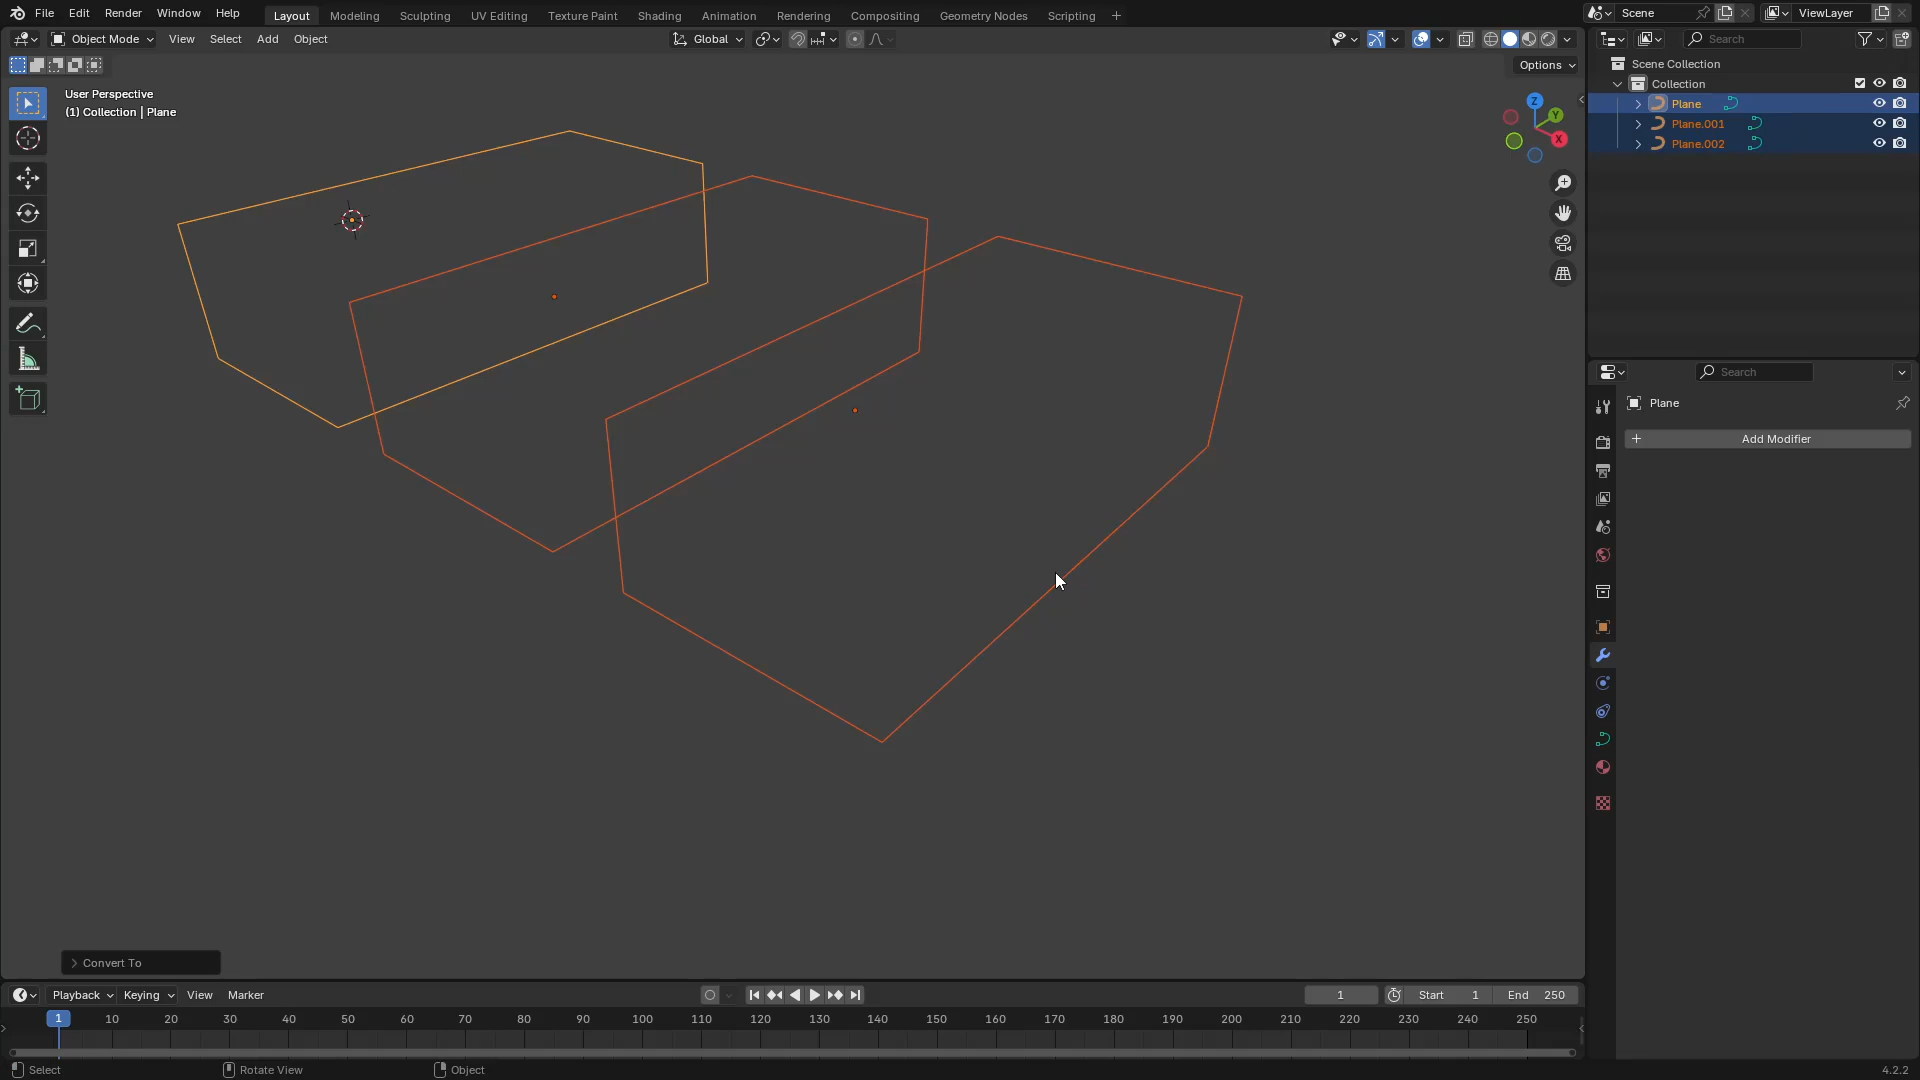 File Edit Render Window Help Layout Modeling Sculpting UV Editing Texture Paint Shading Animation Rendering Compositing Geometry Nodes Scripting + Scene ViewLayer
Object Mode View Select Add Object Global Search
Options
User Perspective
(1) Collection | Plane
Z
Y
X
Scene Collection
Collection
Plane
Plane.001
Plane.002
Search
Plane
+ Add Modifier
Convert To
Playback Keying View Marker 1 Start 1 End 250
1 10 20 30 40 50 60 70 80 90 100 110 120 130 140 150 160 170 180 190 200 210 220 230 240 250
Select Rotate View Object 4.2.2